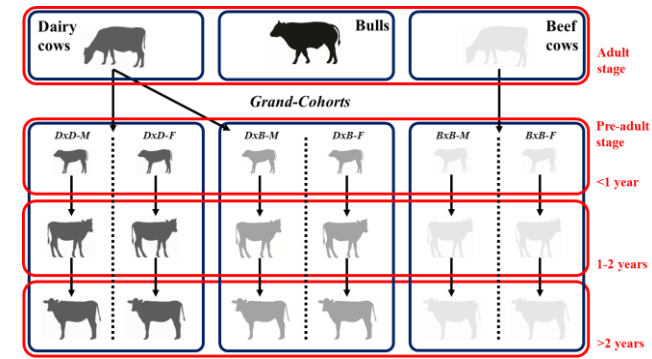 Dairy
cows
Bulls
Beef
cows
Adult
stage
Grand-Cohorts
Pre-adult
stage
DxD-M DxD-F DxB-M DxB-F BxB-M BxB-F
<1 year
1-2 years
>2 years